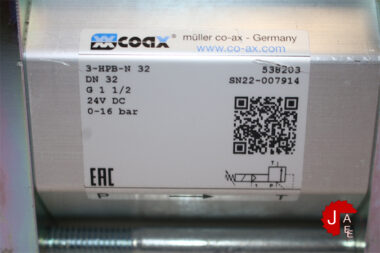 coax® müller co-ax - Germany
www.co-ax.com
3-HPB-N 32 538203
DN 32 SN22-007914
G 1 1/2
24V DC
0-16 bar
EAC
P T
JAEE